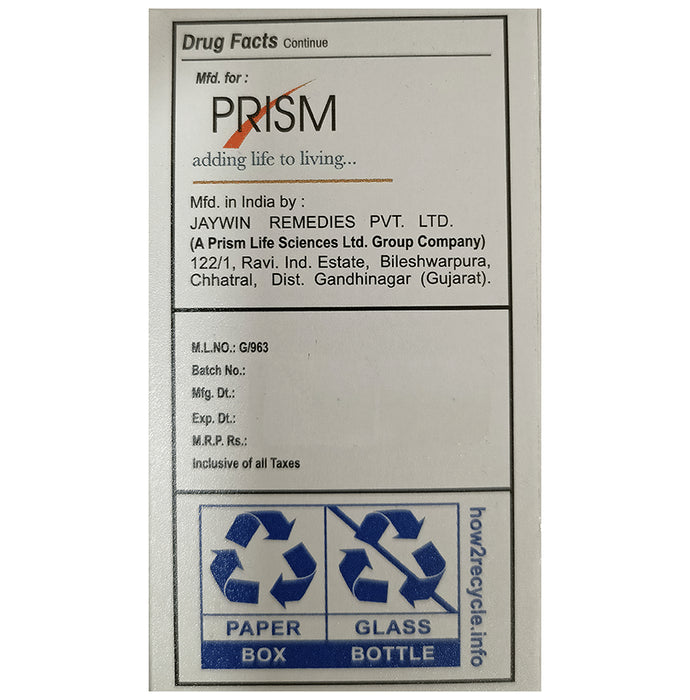 Drug Facts Continue
Mfd. for :
PRISM
adding life to living...
Mfd. in India by :
JAYWIN REMEDIES PVT. LTD.
(A Prism Life Sciences Ltd. Group Company)
122/1, Ravi. Ind. Estate, Bileshwarpura,
Chhatral, Dist. Gandhinagar (Gujarat).
M.L.NO.: G/963
Batch No.:
Mfg. Dt.:
Exp. Dt.:
M.R.P. Rs.:
Inclusive of all Taxes
PAPER
BOX
GLASS
BOTTLE
how2recycle.info